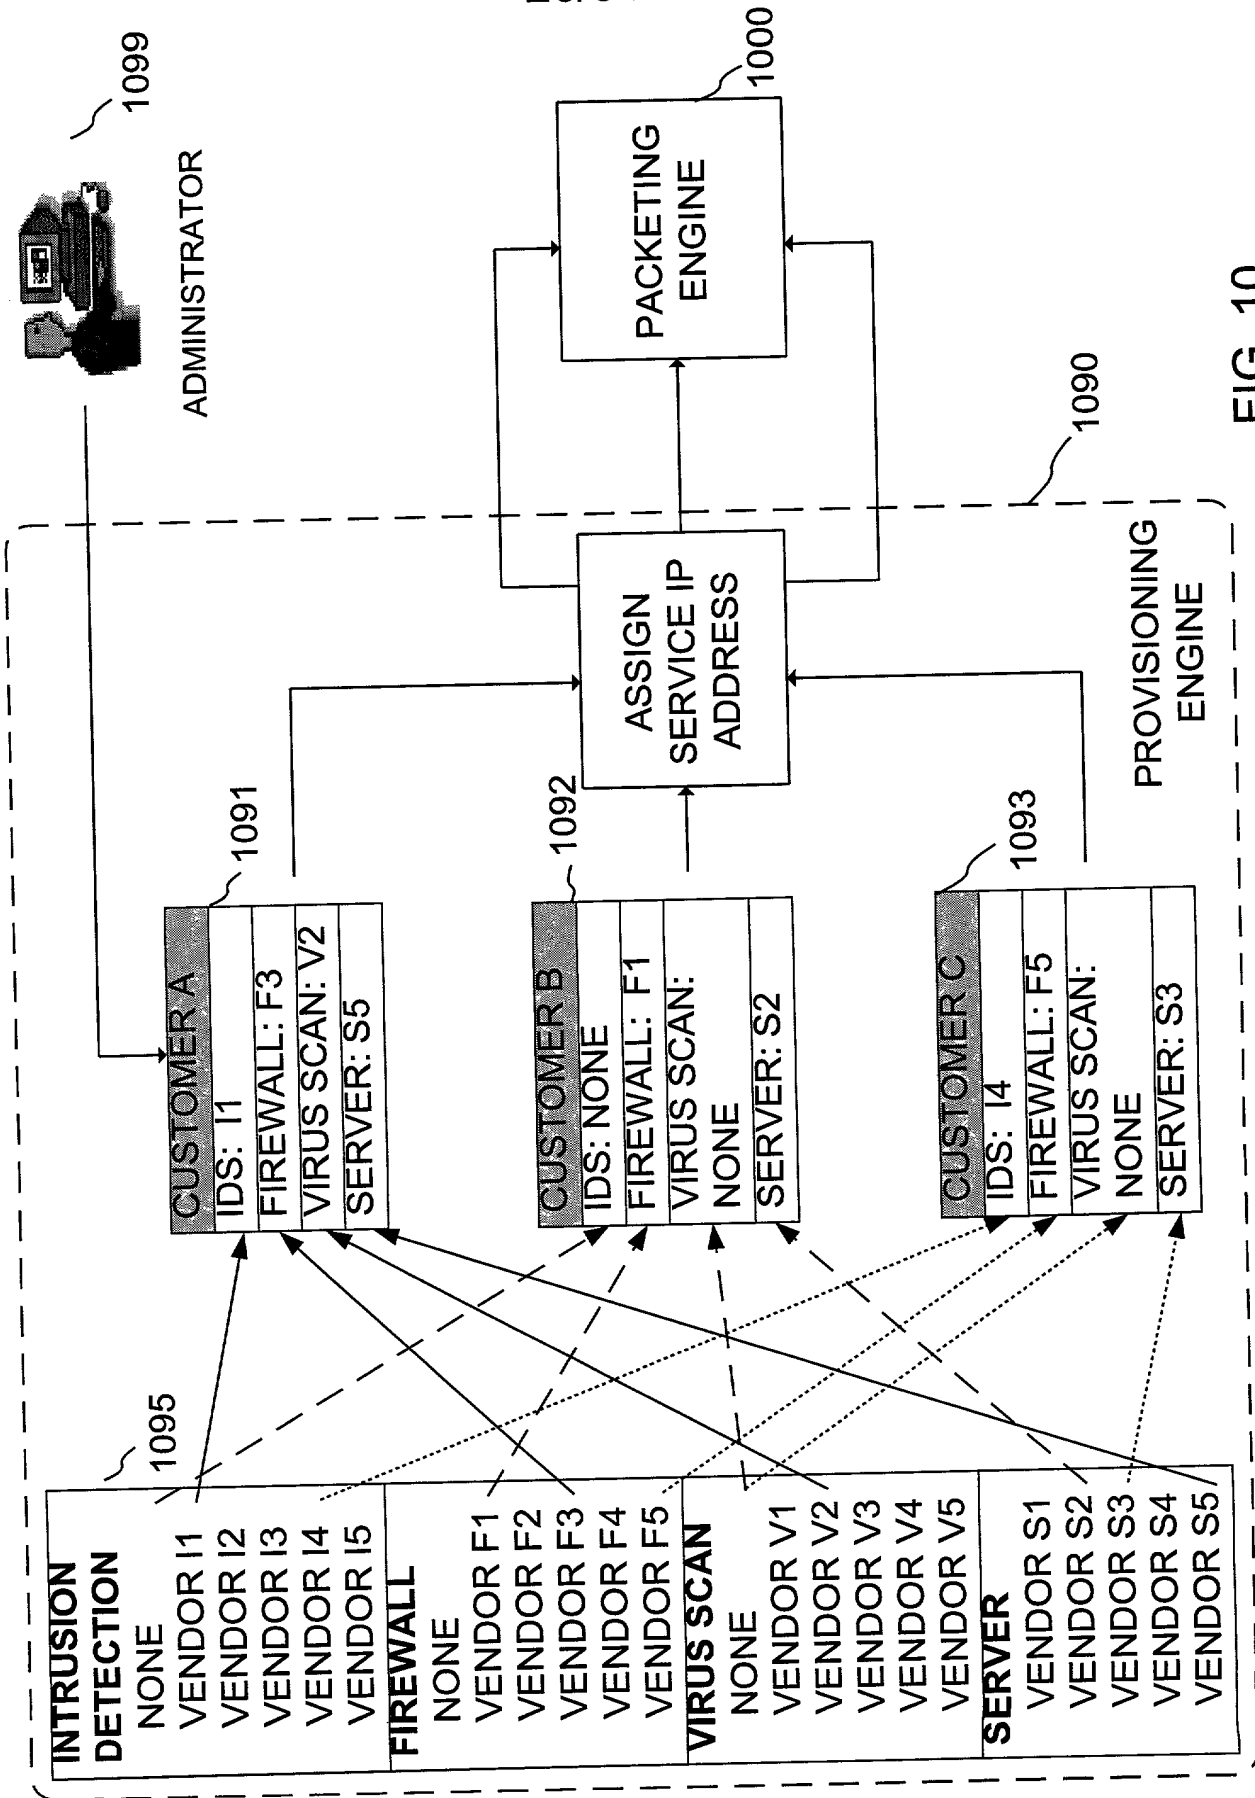 1099
ADMINISTRATOR
1095
INTRUSION
DETECTION
NONE
VENDOR I1
VENDOR I2
VENDOR I3
VENDOR I4
VENDOR I5
FIREWALL
NONE
VENDOR F1
VENDOR F2
VENDOR F3
VENDOR F4
VENDOR F5
VIRUS SCAN
NONE
VENDOR V1
VENDOR V2
VENDOR V3
VENDOR V4
VENDOR V5
SERVER
VENDOR S1
VENDOR S2
VENDOR S3
VENDOR S4
VENDOR S5
1091
CUSTOMER A
IDS: I1
FIREWALL: F3
VIRUS SCAN: V2
SERVER: S5
1092
CUSTOMER B
IDS: NONE
FIREWALL: F1
VIRUS SCAN:
NONE
SERVER: S2
1093
CUSTOMER C
IDS: I4
FIREWALL: F5
VIRUS SCAN:
NONE
SERVER: S3
ASSIGN
SERVICE IP
ADDRESS
1000
PACKETING
ENGINE
1090
PROVISIONING
ENGINE
FIG. 10